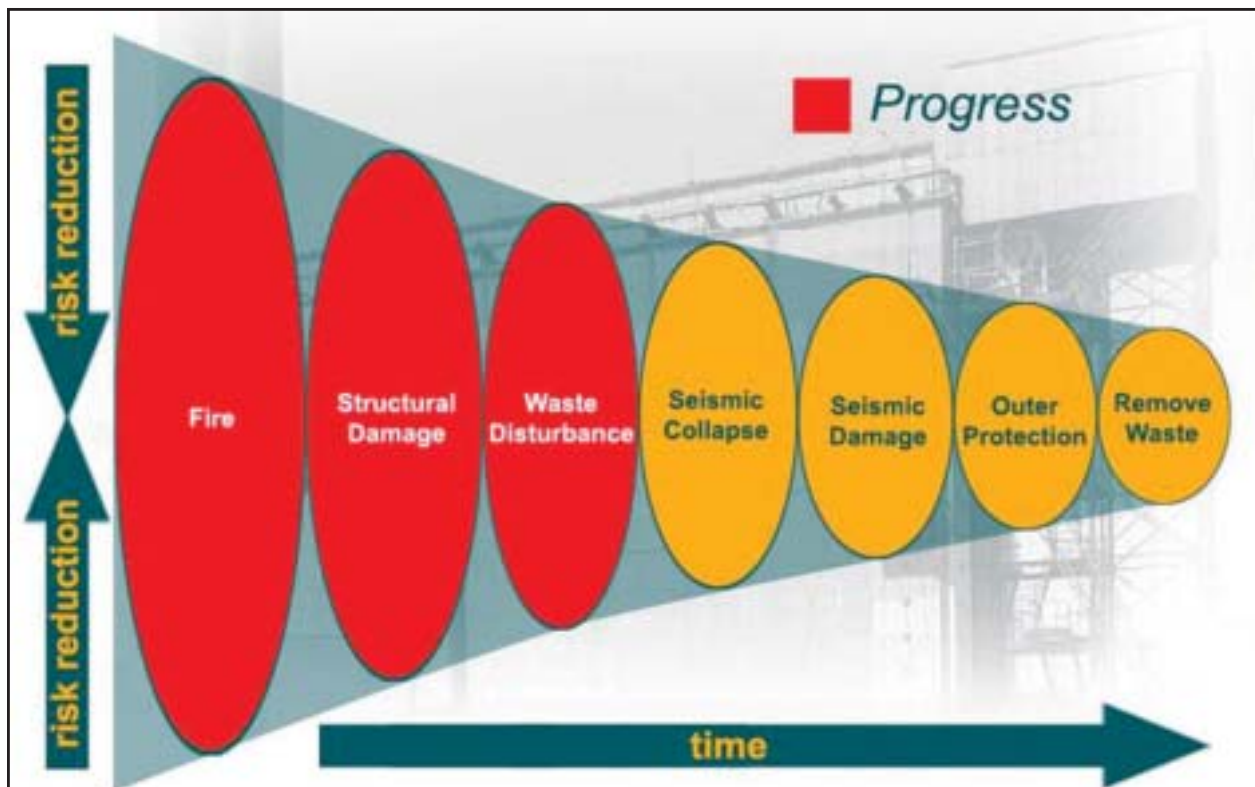 Progress
risk reduction
risk reduction
Fire
Structural
Damage
Waste
Disturbance
Seismic
Collapse
Seismic
Damage
Outer
Protection
Remove
Waste
time